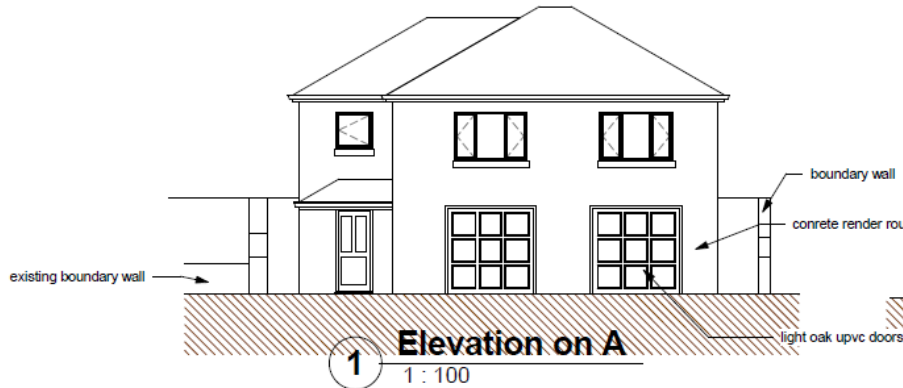 boundary wall
conrete render rou
existing boundary wall
light oak upvc doors
1 Elevation on A
1 : 100